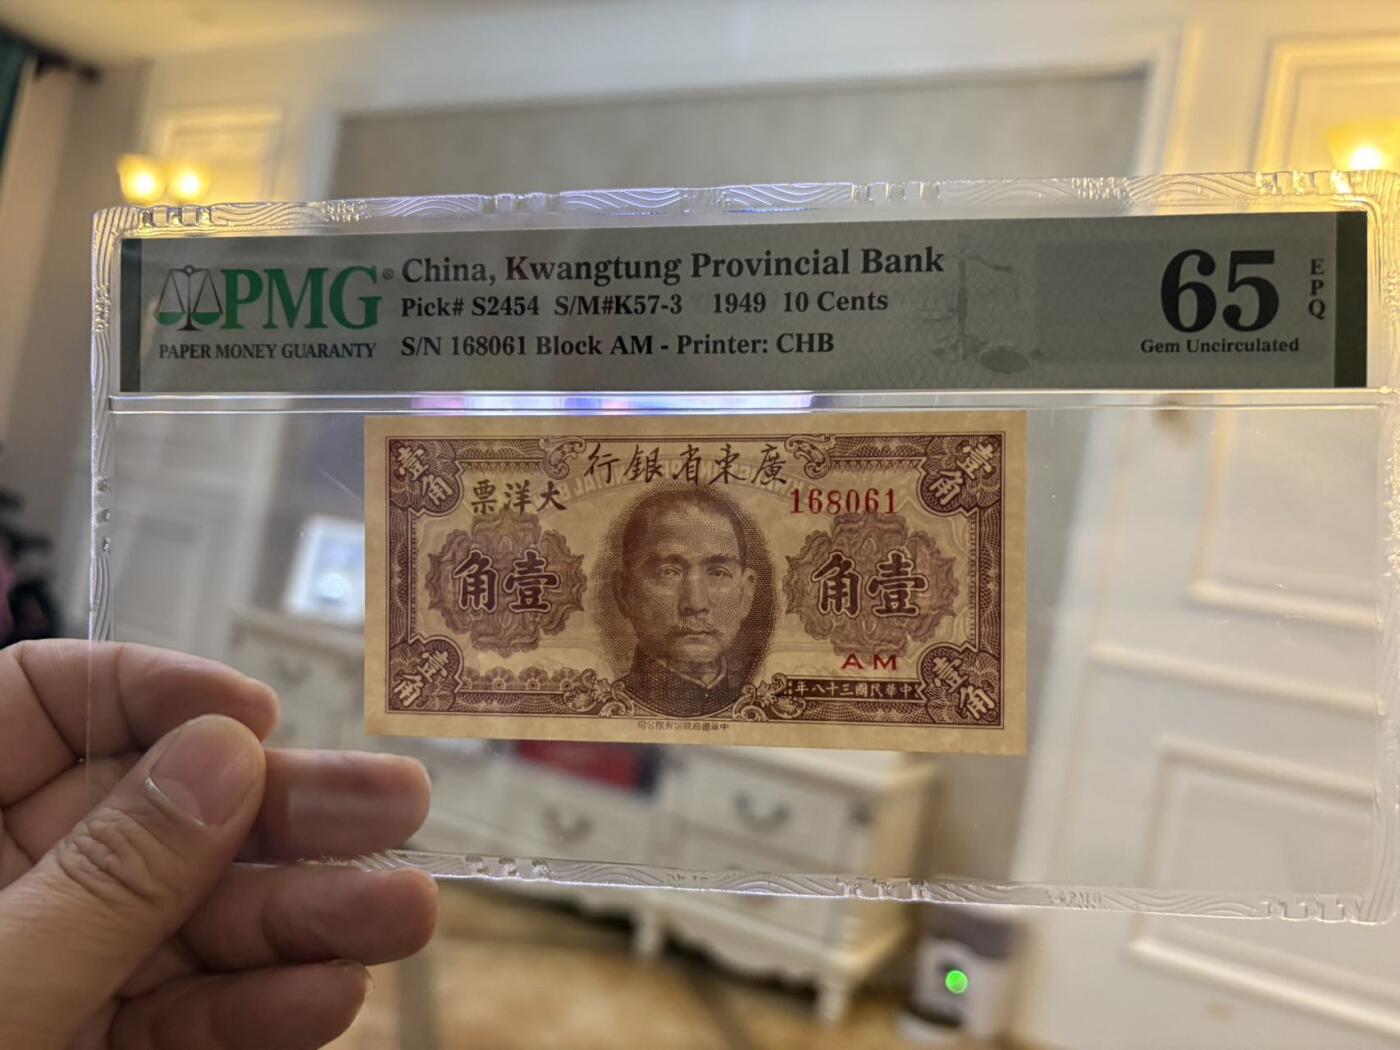 PMG®
PAPER MONEY GUARANTY
China, Kwangtung Provincial Bank
Pick# S2454 S/M#K57-3 1949 10 Cents
S/N 168061 Block AM - Printer: CHB
65
EPQ
Gem Uncirculated
行銀省東廣
票洋大
168061
壹角
壹角
角壹
角壹
AM
壹角
壹角
年八十三國民華中